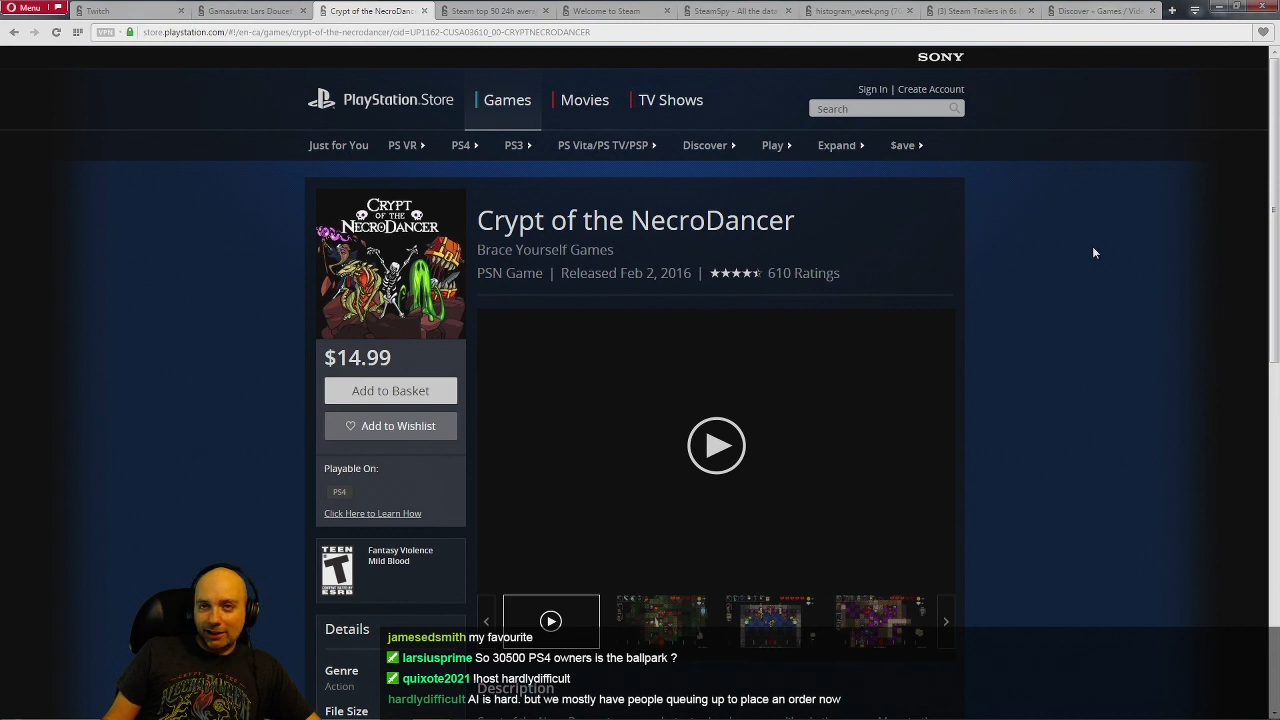 Menu
Twitch
Gamasutra: Lars Doucet
Crypt of the NecroDanc
Steam top 50 24h avera
Welcome to Steam
SteamSpy - All the data
histogram_week.png (70
(3) Steam Trailers in 6s (
Discover » Games / Vide
VPN
store.playstation.com/#!/en-ca/games/crypt-of-the-necrodancer/oid=UP1162-CUSA03610_00-CRYPTNECRODANCER
SONY
PlayStation.Store
Games
Movies
TV Shows
Sign In | Create Account
Search
Just for You
PS VR
PS4
PS3
PS Vita/PS TV/PSP
Discover
Play
Expand
$ave
CRYPT
OF THE
NECRODANCER
Crypt of the NecroDancer
Brace Yourself Games
PSN Game | Released Feb 2, 2016 | 610 Ratings
$14.99
Add to Basket
Add to Wishlist
Playable On:
PS4
Click Here to Learn How
TEEN
T
ESRB
Fantasy Violence
Mild Blood
Details
Genre
Action
File Size
jamesedsmith my favourite
larsiusprime So 30500 PS4 owners is the ballpark ?
quixote2021 !host hardlydifficult
Description
hardlydifficult AI is hard. but we mostly have people queuing up to place an order now